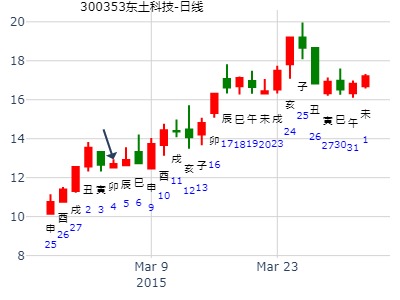 300353东土科技-日线
20
18
16
14
12
10
8
申
25
酉
26
戌
27
丑
2
寅
3
卯
4
辰
5
巳
6
申
9
酉
10
戌
11
亥
12
子
13
卯
16
辰
17
巳
18
午
19
未
20
戌
23
亥
24
子
25
丑
26
寅
27
巳
30
午
31
未
1
Mar 9
2015
Mar 23